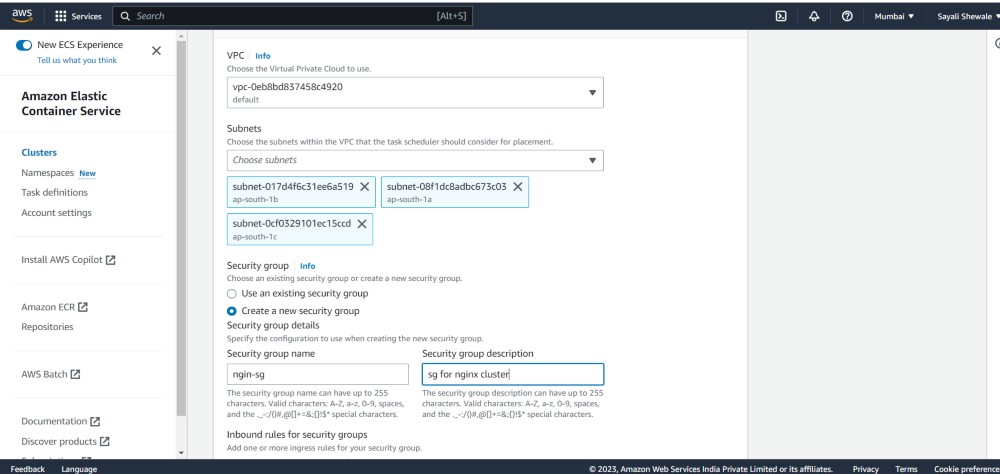 aws
Services
Search
[Alt+S]
Mumbai
Sayali Shewale
New ECS Experience
Tell us what you think
Amazon Elastic
Container Service
Clusters
Namespaces New
Task definitions
Account settings
Install AWS Copilot
Amazon ECR
Repositories
AWS Batch
Documentation
Discover products
VPC Info
Choose the Virtual Private Cloud to use.
vpc-0eb8bd837458c4920
default
Subnets
Choose the subnets within the VPC that the task scheduler should consider for placement.
Choose subnets
subnet-017d4f6c31ee6a519
ap-south-1b
subnet-08f1dc8adbc673c03
ap-south-1a
subnet-0cf0329101ec15ccd
ap-south-1c
Security group Info
Choose an existing security group or create a new security group.
Use an existing security group
Create a new security group
Security group details
Specify the configuration to use when creating the new security group.
Security group name
ngin-sg
The security group name can have up to 255
characters. Valid characters: A-Z, a-z, 0-9, spaces,
and the ._-:/()#,@[]+=&;{}!$* special characters.
Security group description
sg for nginx cluster
The security group description can have up to 255
characters. Valid characters: A-Z, a-z, 0-9, spaces,
and the ._-:/()#,@[]+=&;{}!$* special characters.
Inbound rules for security groups
Add one or more ingress rules for your security group.
Feedback
Language
© 2023, Amazon Web Services India Private Limited or its affiliates.
Privacy
Terms
Cookie preference